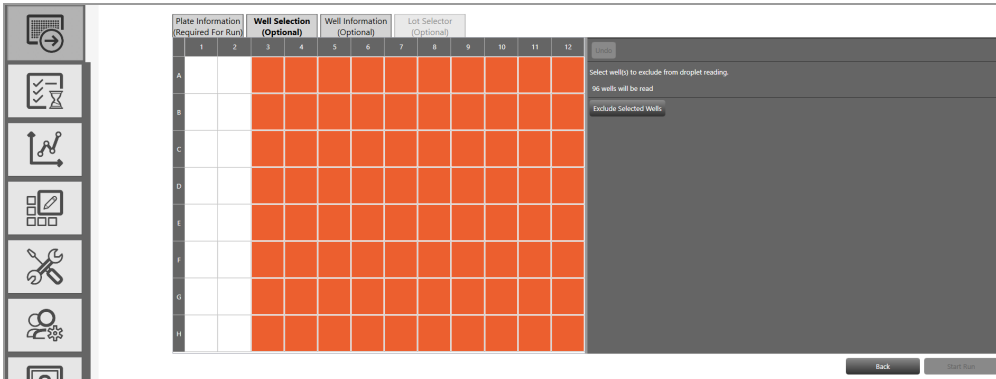 Plate Information
(Required For Run)
Well Selection
(Optional)
Well Information
(Optional)
Lot Selector
(Optional)
1 2 3 4 5 6 7 8 9 10 11 12
A
B
C
D
E
F
G
H
Undo
Select well(s) to exclude from droplet reading.
96 wells will be read
Exclude Selected Wells
Back
Start Run